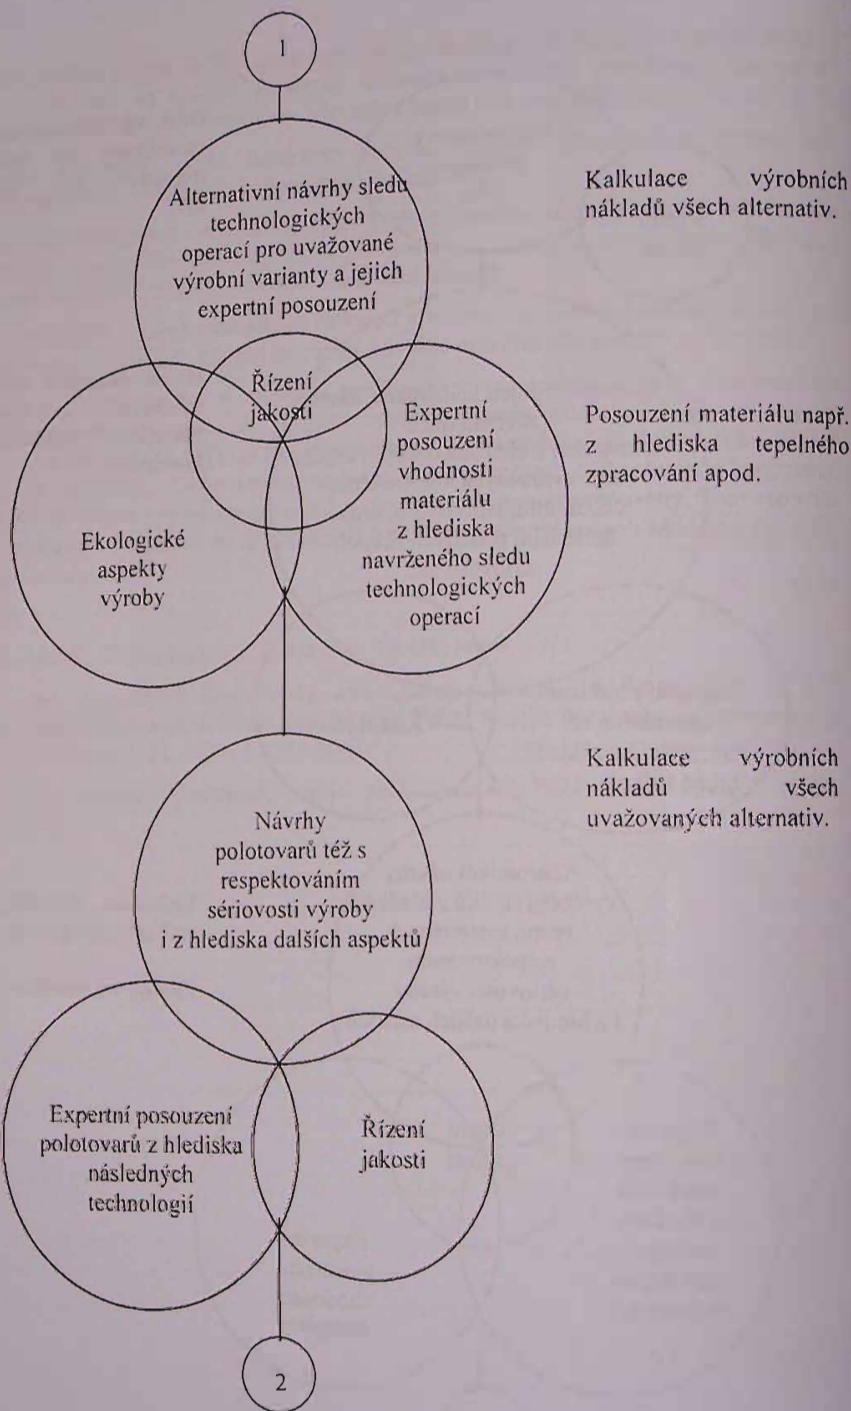 1
Alternativní návrhy sledu
technologických
operací pro uvažované
výrobní varianty a jejich
expertní posouzení
Kalkulace výrobních
nákladů všech alternativ.
Řízení
jakosti
Expertní
posouzení
vhodnosti
materiálu
z hlediska
navrženého sledu
technologických
operací
Posouzení materiálu např.
z hlediska tepelného
zpracování apod.
Ekologické
aspekty
výroby
Kalkulace výrobních
nákladů všech
uvažovaných alternativ.
Návrhy
polotovarů též s
respektováním
sériovosti výroby
i z hlediska dalších aspektů
Expertní posouzení
polotovarů z hlediska
následných
technologií
Řízení
jakosti
2